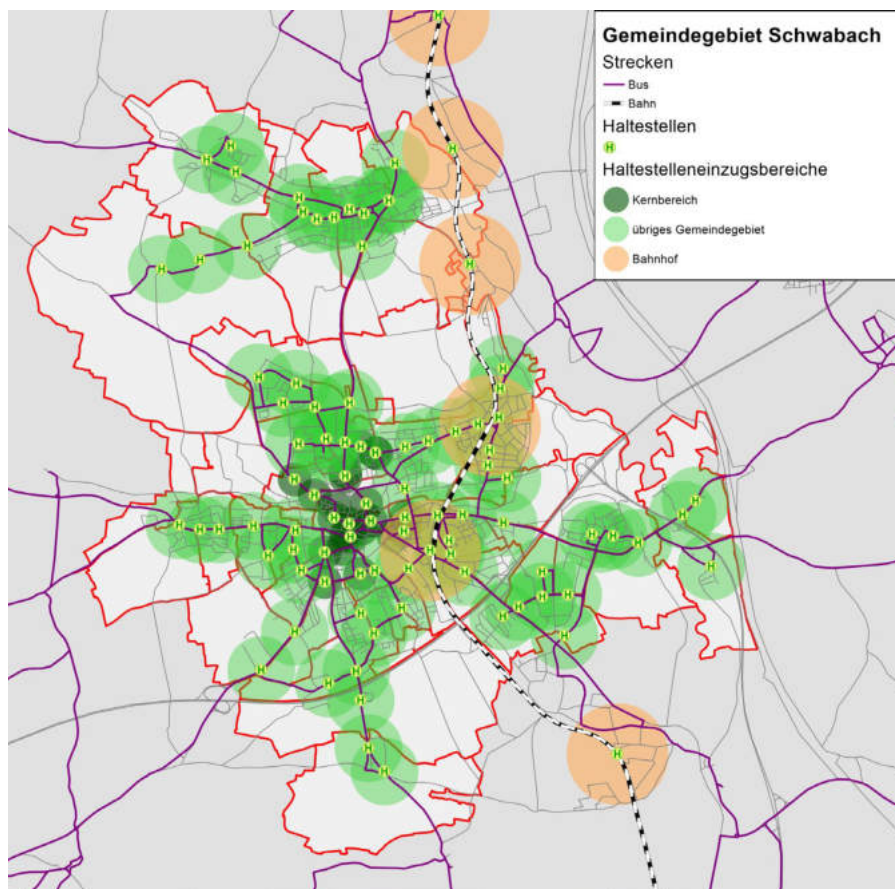 Gemeindegebiet Schwabach
Strecken
Bus
Bahn
Haltestellen
H
Haltestelleneinzugsbereiche
Kernbereich
übriges Gemeindegebiet
Bahnhof